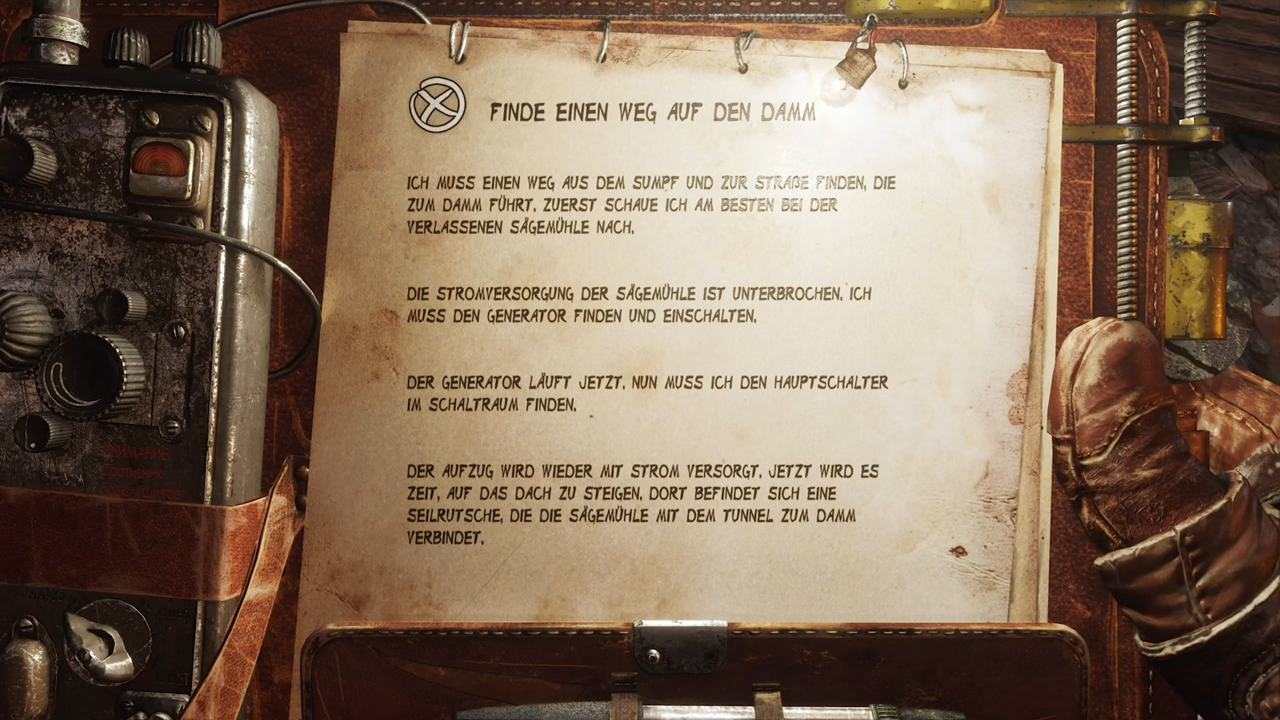 FINDE EINEN WEG AUF DEN DAMM
ICH MUSS EINEN WEG AUS DEM SUMPF UND ZUR STRAßE FINDEN, DIE
ZUM DAMM FÜHRT. ZUERST SCHAUE ICH AM BESTEN BEI DER
VERLASSENEN SÄGEMÜHLE NACH.
DIE STROMVERSORGUNG DER SÄGEMÜHLE IST UNTERBROCHEN. ICH
MUSS DEN GENERATOR FINDEN UND EINSCHALTEN.
DER GENERATOR LÄUFT JETZT. NUN MUSS ICH DEN HAUPTSCHALTER
IM SCHALTRAUM FINDEN.
DER AUFZUG WIRD WIEDER MIT STROM VERSORGT. JETZT WIRD ES
ZEIT, AUF DAS DACH ZU STEIGEN. DORT BEFINDET SICH EINE
SEILRUTSCHE, DIE DIE SÄGEMÜHLE MIT DEM TUNNEL ZUM DAMM
VERBINDET.